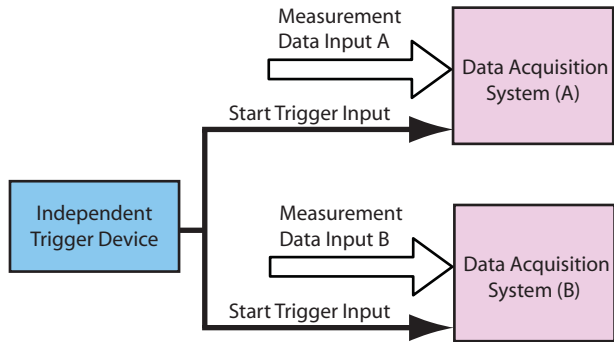 Measurement
Data Input A
Data Acquisition
System (A)
Start Trigger Input
Independent
Trigger Device
Measurement
Data Input B
Data Acquisition
System (B)
Start Trigger Input